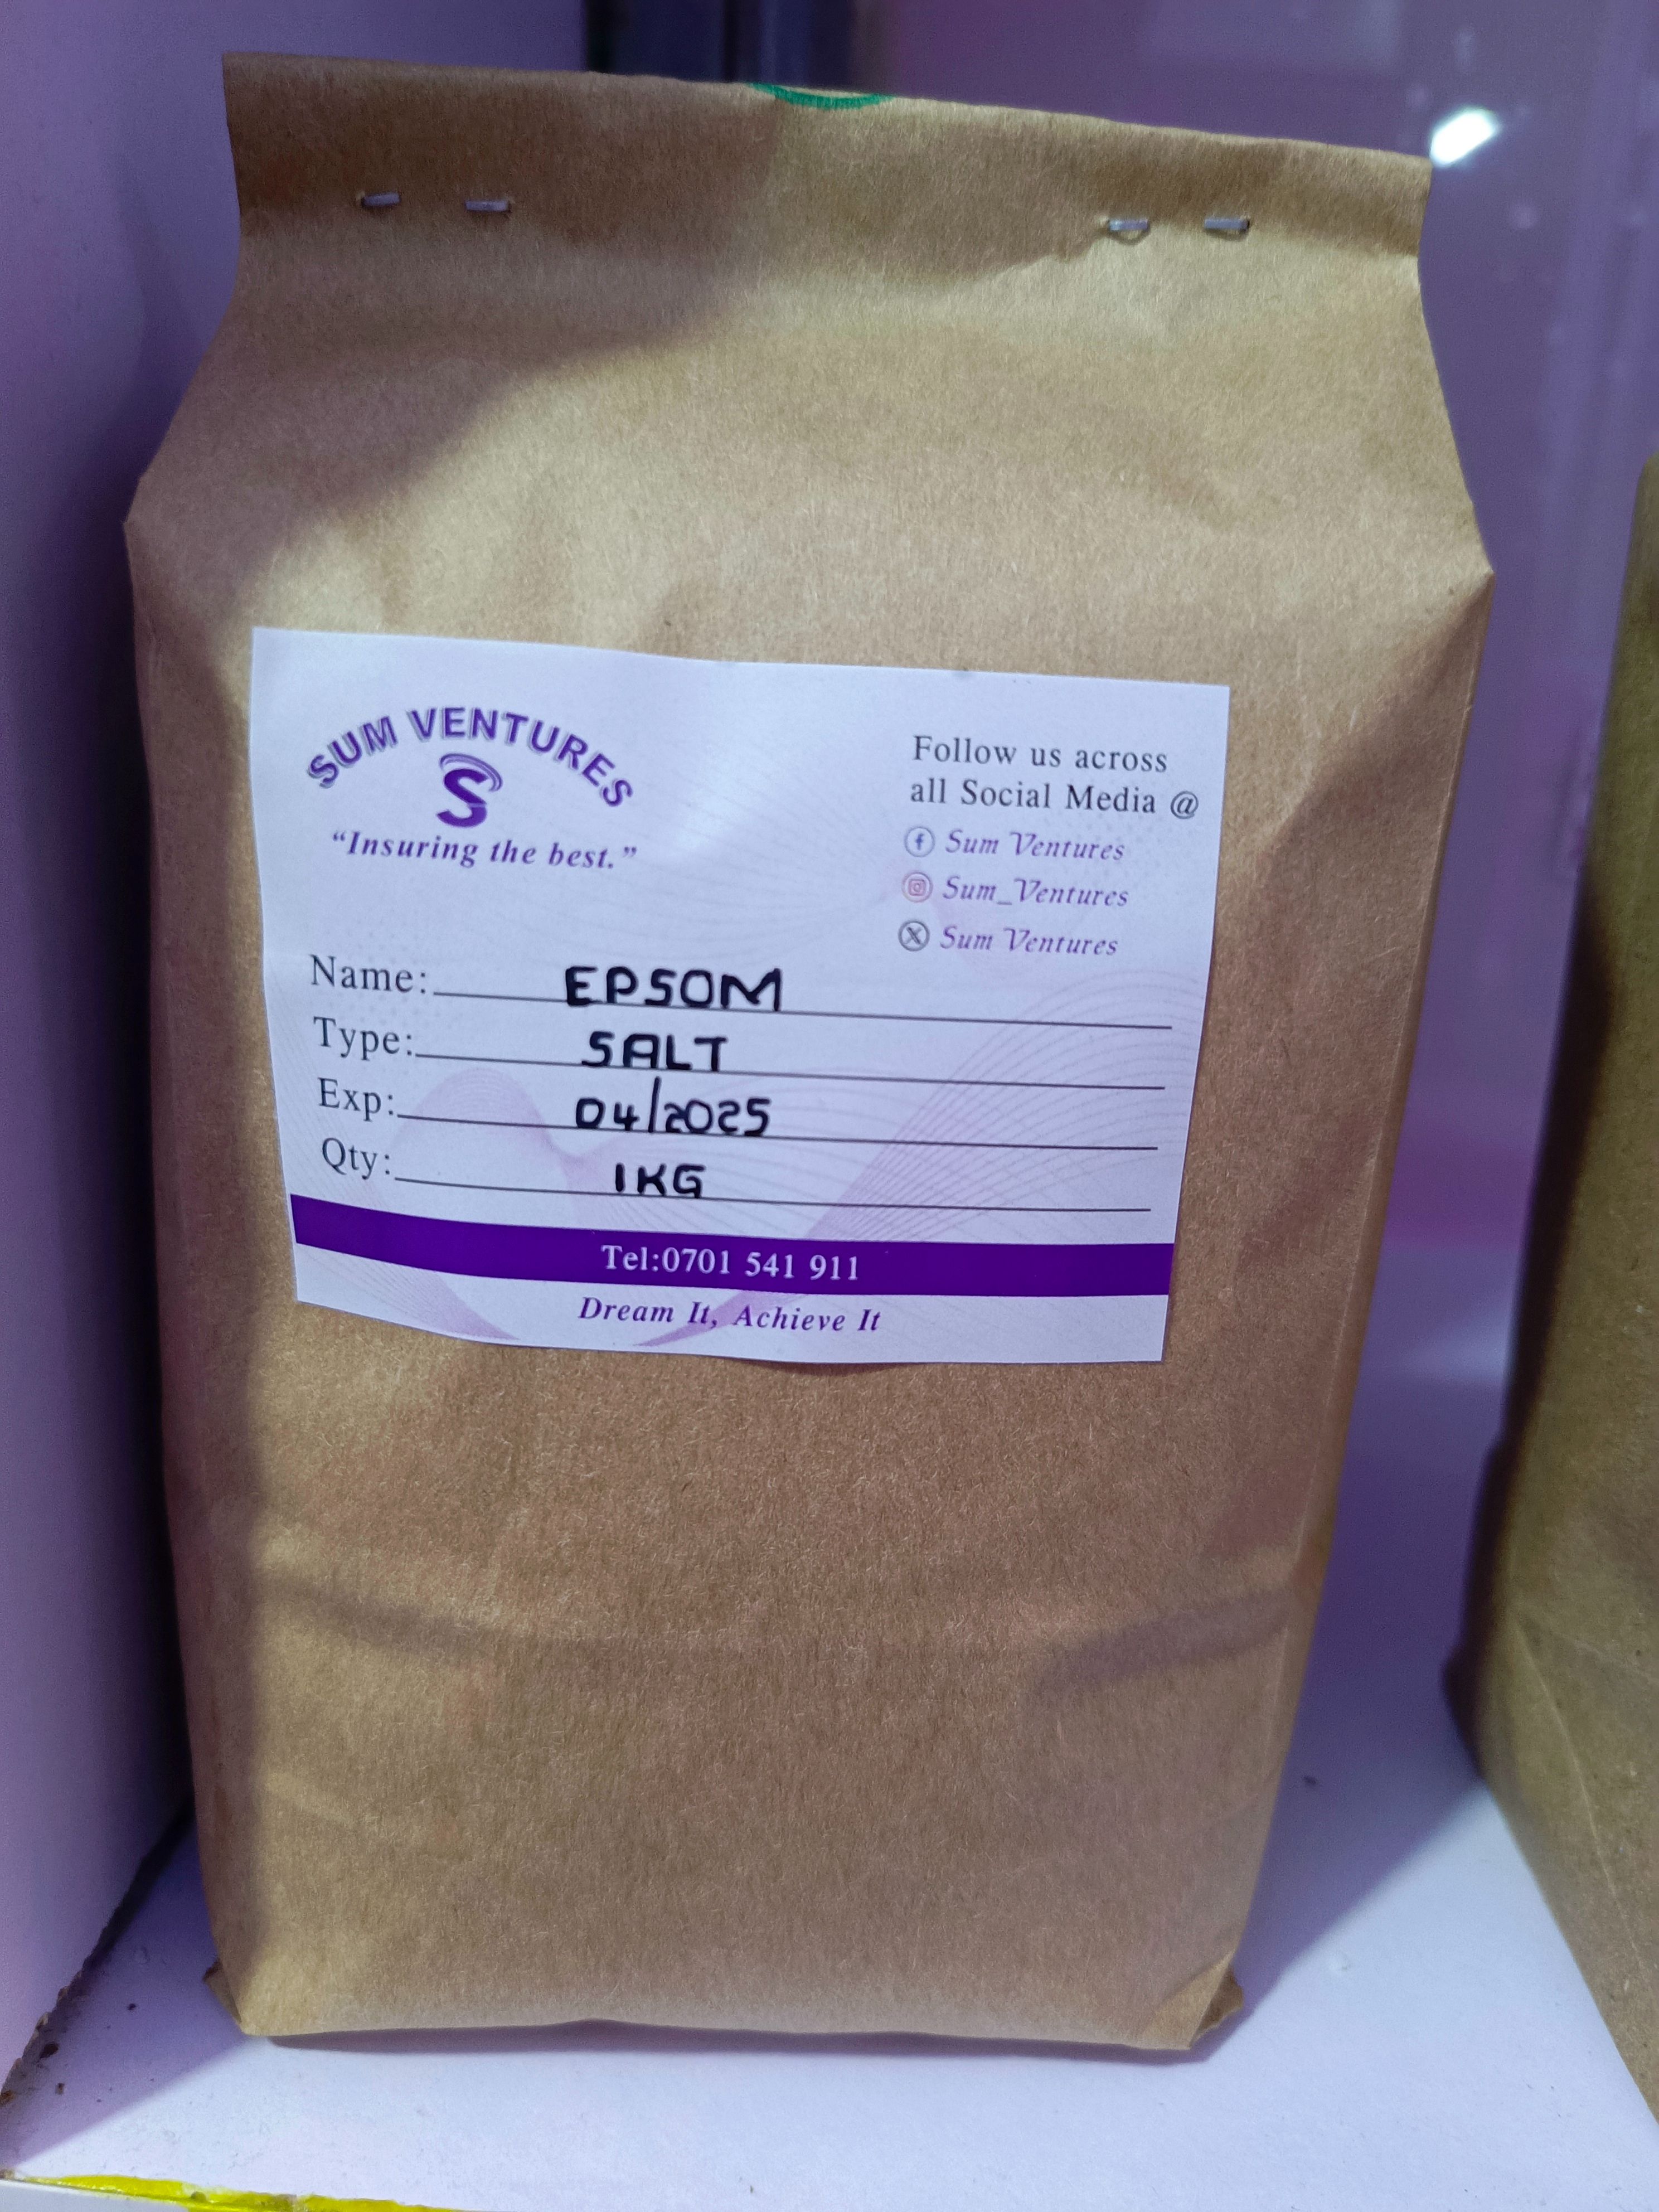 SUM VENTURES
S
"Insuring the best."
Follow us across
all Social Media @
Sum Ventures
Sum_Ventures
Sum Ventures
Name: EPSOM
Type: SALT
Exp: 04/2025
Qty: 1KG
Tel:0701 541 911
Dream It, Achieve It